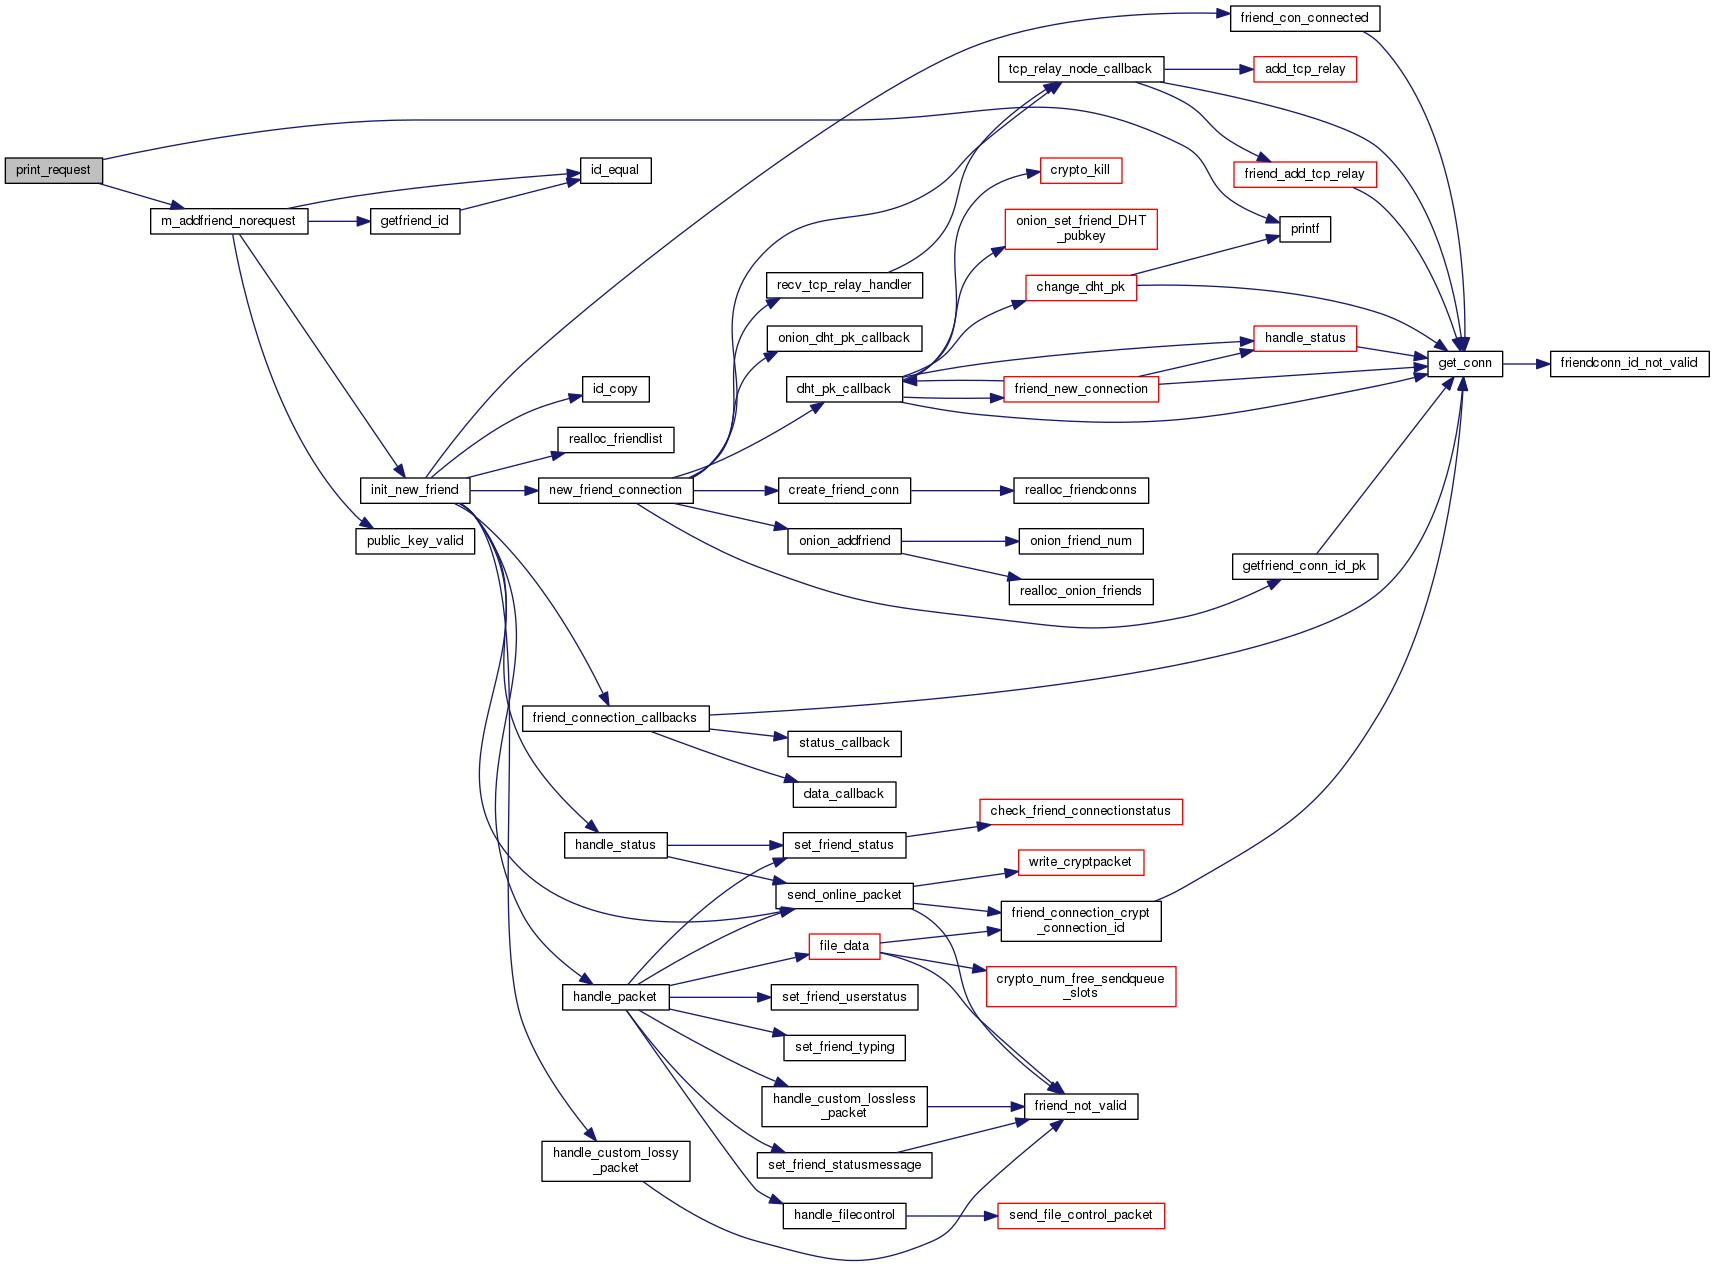 friend_con_connected
tcp_relay_node_callback
add_tcp_relay
print_request
id_equal
crypto_kill
friend_add_tcp_relay
m_addfriend_norequest
getfriend_id
onion_set_friend_DHT
_pubkey
printf
recv_tcp_relay_handler
change_dht_pk
onion_dht_pk_callback
handle_status
get_conn
friendconn_id_not_valid
id_copy
dht_pk_callback
friend_new_connection
realloc_friendlist
init_new_friend
new_friend_connection
create_friend_conn
realloc_friendconns
public_key_valid
onion_addfriend
onion_friend_num
getfriend_conn_id_pk
realloc_onion_friends
friend_connection_callbacks
status_callback
data_callback
check_friend_connectionstatus
handle_status
set_friend_status
write_cryptpacket
send_online_packet
friend_connection_crypt
_connection_id
file_data
crypto_num_free_sendqueue
_slots
handle_packet
set_friend_userstatus
set_friend_typing
handle_custom_lossless
_packet
friend_not_valid
handle_custom_lossy
_packet
set_friend_statusmessage
handle_filecontrol
send_file_control_packet